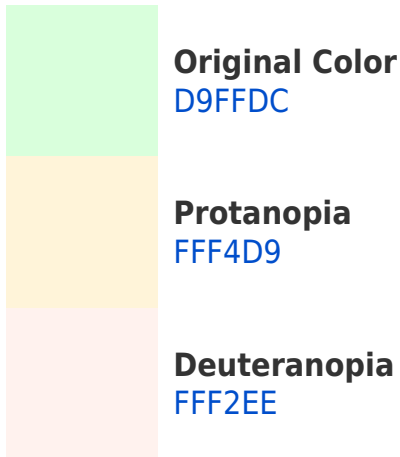 Original Color
D9FFDC
Protanopia
FFF4D9
Deuteranopia
FFF2EE